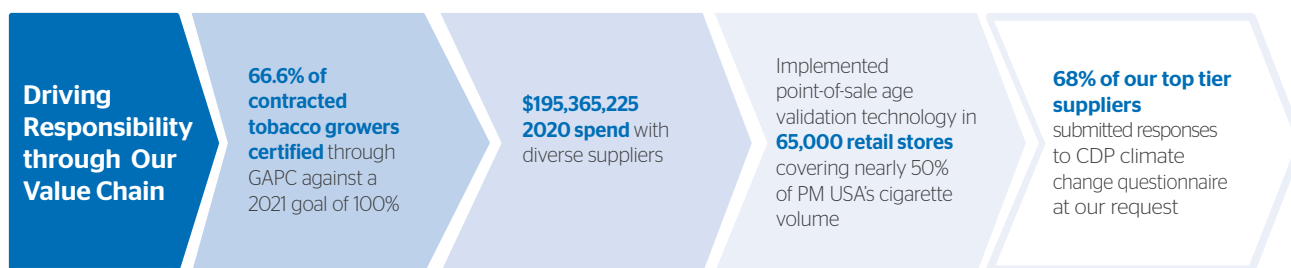 Driving
Responsibility
through Our
Value Chain
66.6% of
contracted
tobacco growers
certified through
GAPC against a
2021 goal of 100%
$195,365,225
2020 spend with
diverse suppliers
Implemented
point-of-sale age
validation technology in
65,000 retail stores
covering nearly 50%
of PM USA's cigarette
volume
68% of our top tier
suppliers
submitted responses
to CDP climate
change questionnaire
at our request